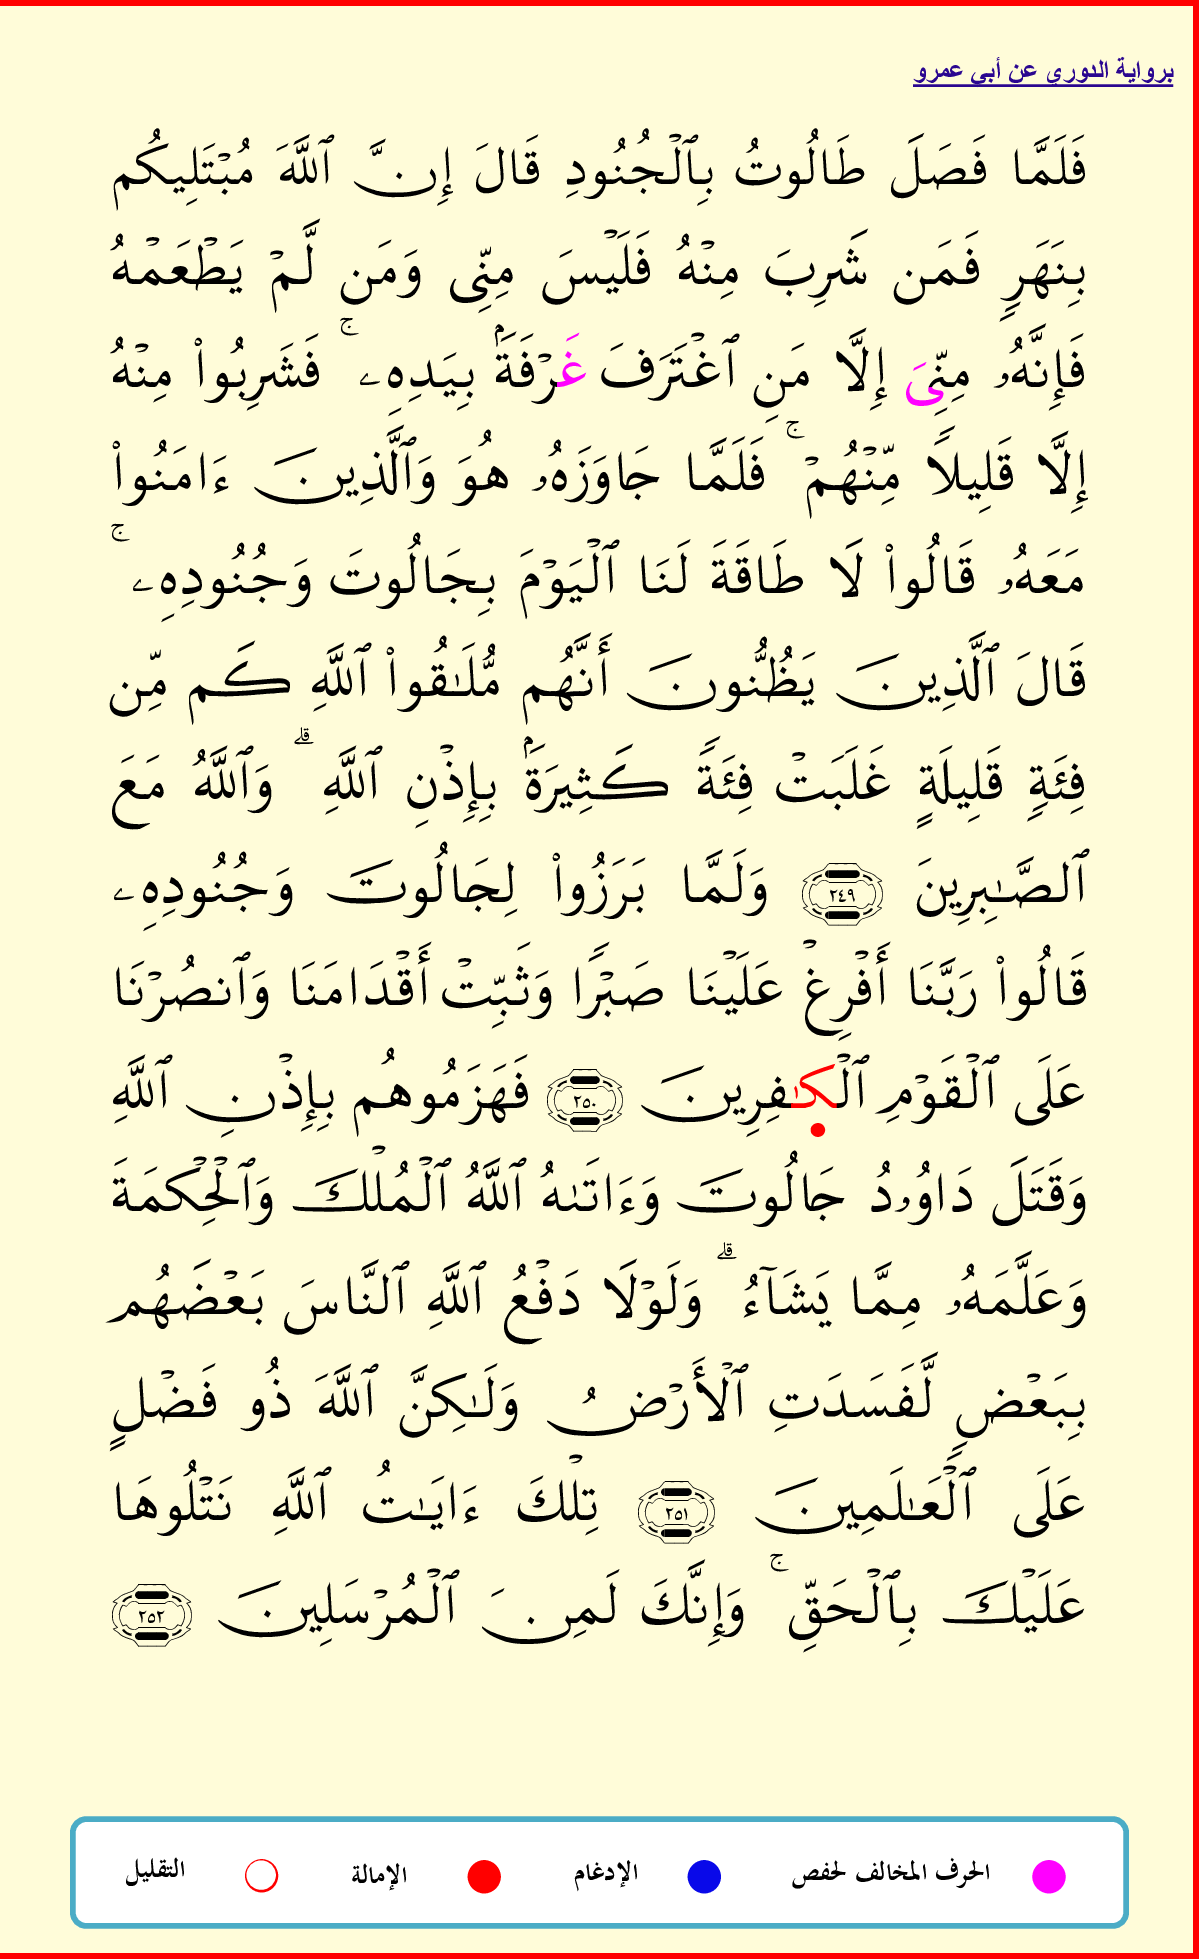 برواية الدوري عن أبي عمرو
فَلَمَّا فَصَلَ طَالُوتُ بِٱلۡجُنُودِ قَالَ إِنَّ ٱللَّهَ مُبۡتَلِيكُم
بِنَهَرٖ فَمَن شَرِبَ مِنۡهُ فَلَيۡسَ مِنِّي وَمَن لَّمۡ يَطۡعَمۡهُ
فَإِنَّهُۥ مِنِّيَ إِلَّا مَنِ ٱغۡتَرَفَ غَرۡفَةَۢ بِيَدِهِۦۚ فَشَرِبُواْ مِنۡهُ
إِلَّا قَلِيلٗا مِّنۡهُمۡۚ فَلَمَّا جَاوَزَهُۥ هُوَ وَٱلَّذِينَ ءَامَنُواْ
مَعَهُۥ قَالُواْ لَا طَاقَةَ لَنَا ٱلۡيَوۡمَ بِجَالُوتَ وَجُنُودِهِۦۚ
قَالَ ٱلَّذِينَ يَظُنُّونَ أَنَّهُم مُّلَٰقُواْ ٱللَّهِ كَم مِّن
فِئَةٖ قَلِيلَةٍ غَلَبَتۡ فِئَةٗ كَثِيرَةَۢ بِإِذۡنِ ٱللَّهِۗ وَٱللَّهُ مَعَ
ٱلصَّٰبِرِينَ ٢٤٩ وَلَمَّا بَرَزُواْ لِجَالُوتَ وَجُنُودِهِۦ
قَالُواْ رَبَّنَا أَفۡرِغۡ عَلَيۡنَا صَبۡرٗا وَثَبِّتۡ أَقۡدَامَنَا وَٱنصُرۡنَا
عَلَى ٱلۡقَوۡمِ ٱلۡكَٰفِرِينَ ٢٥٠ فَهَزَمُوهُم بِإِذۡنِ ٱللَّهِ
وَقَتَلَ دَاوُۥدُ جَالُوتَ وَءَاتَىٰهُ ٱللَّهُ ٱلۡمُلۡكَ وَٱلۡحِكۡمَةَ
وَعَلَّمَهُۥ مِمَّا يَشَآءُۗ وَلَوۡلَا دَفۡعُ ٱللَّهِ ٱلنَّاسَ بَعۡضَهُم
بِبَعۡضٖ لَّفَسَدَتِ ٱلۡأَرۡضُ وَلَٰكِنَّ ٱللَّهَ ذُو فَضۡلٍ
عَلَى ٱلۡعَٰلَمِينَ ٢٥١ تِلۡكَ ءَايَٰتُ ٱللَّهِ نَتۡلُوهَا
عَلَيۡكَ بِٱلۡحَقِّۚ وَإِنَّكَ لَمِنَ ٱلۡمُرۡسَلِينَ ٢٥٢
الحرف المخالف لحفص الإدغام الإمالة التقليل